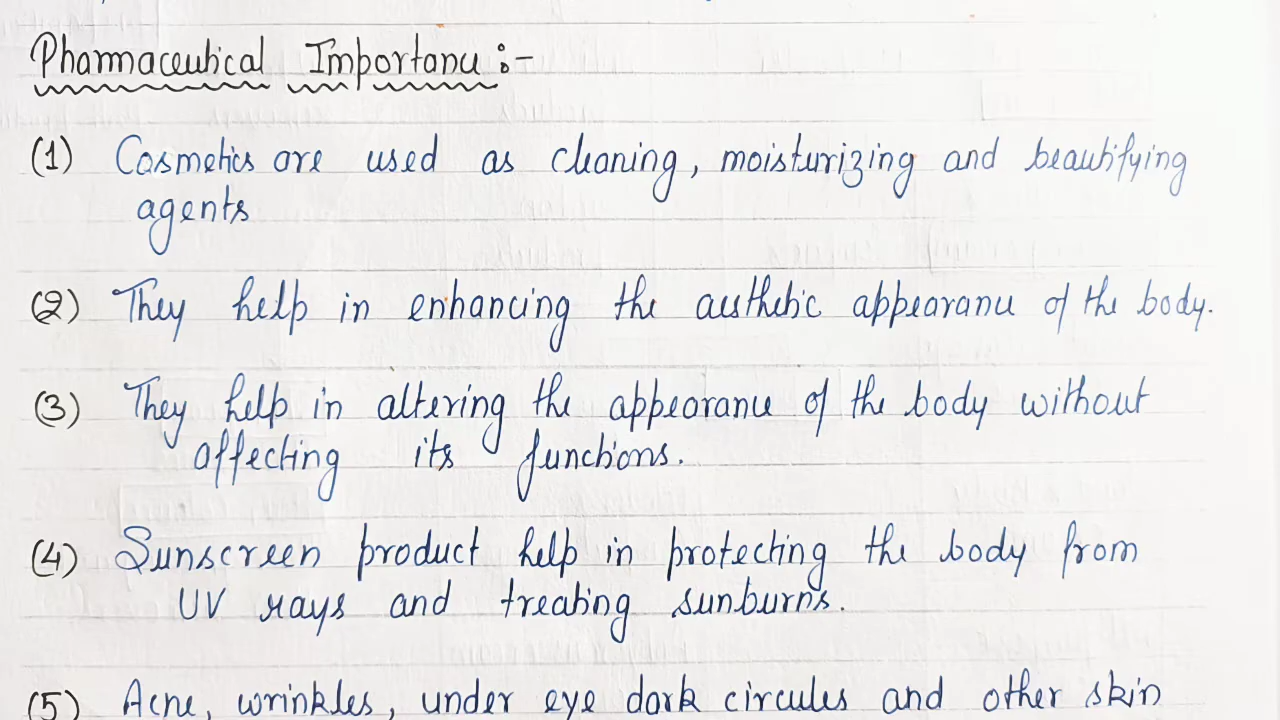 Pharmaceutical Importance :-
(1) Cosmetics are used as cleaning, moisturizing and beautifying
agents
(2) They help in enhancing the aesthetic appearance of the body.
(3) They help in altering the appearance of the body without
affecting its functions.
(4) Sunscreen product help in protecting the body from
UV rays and treating sunburns.
(5) Acne, wrinkles, under eye dark circules and other skin